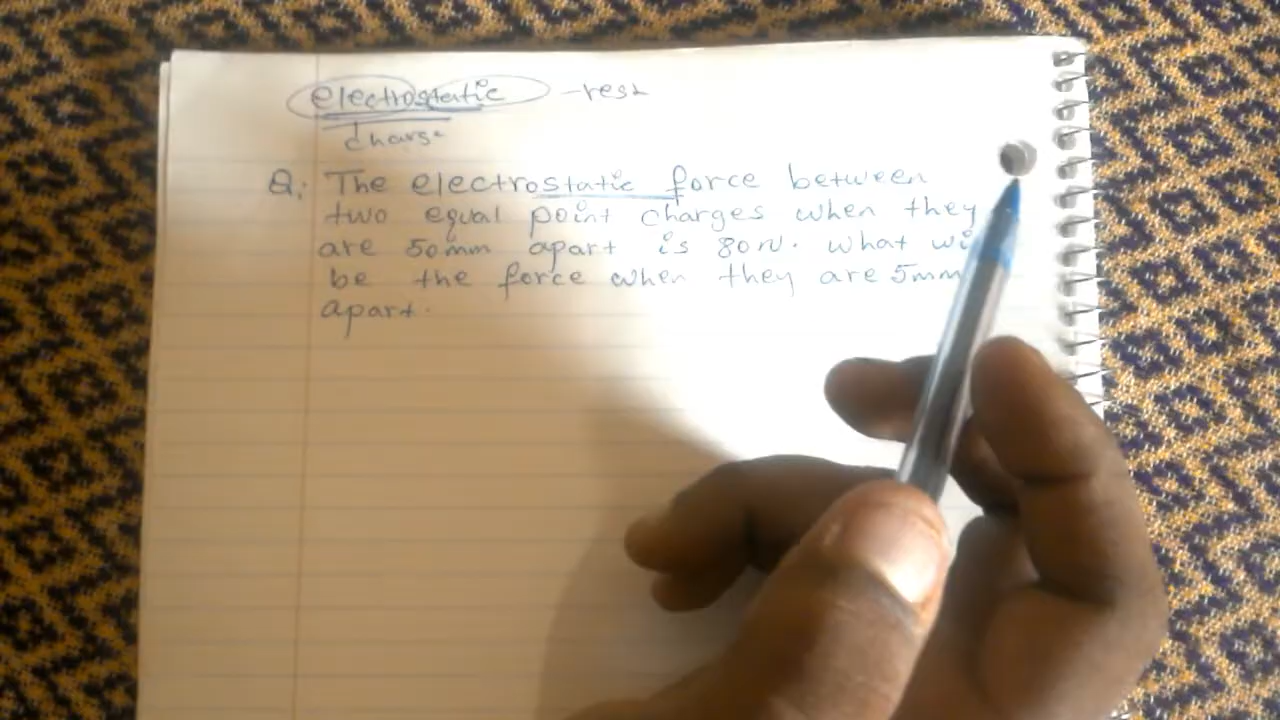 electrostatic - rest
charge
Q: The electrostatic force between
two equal point charges when they
are 50mm apart is 80N. What wi
be the force when they are 5mm
apart.